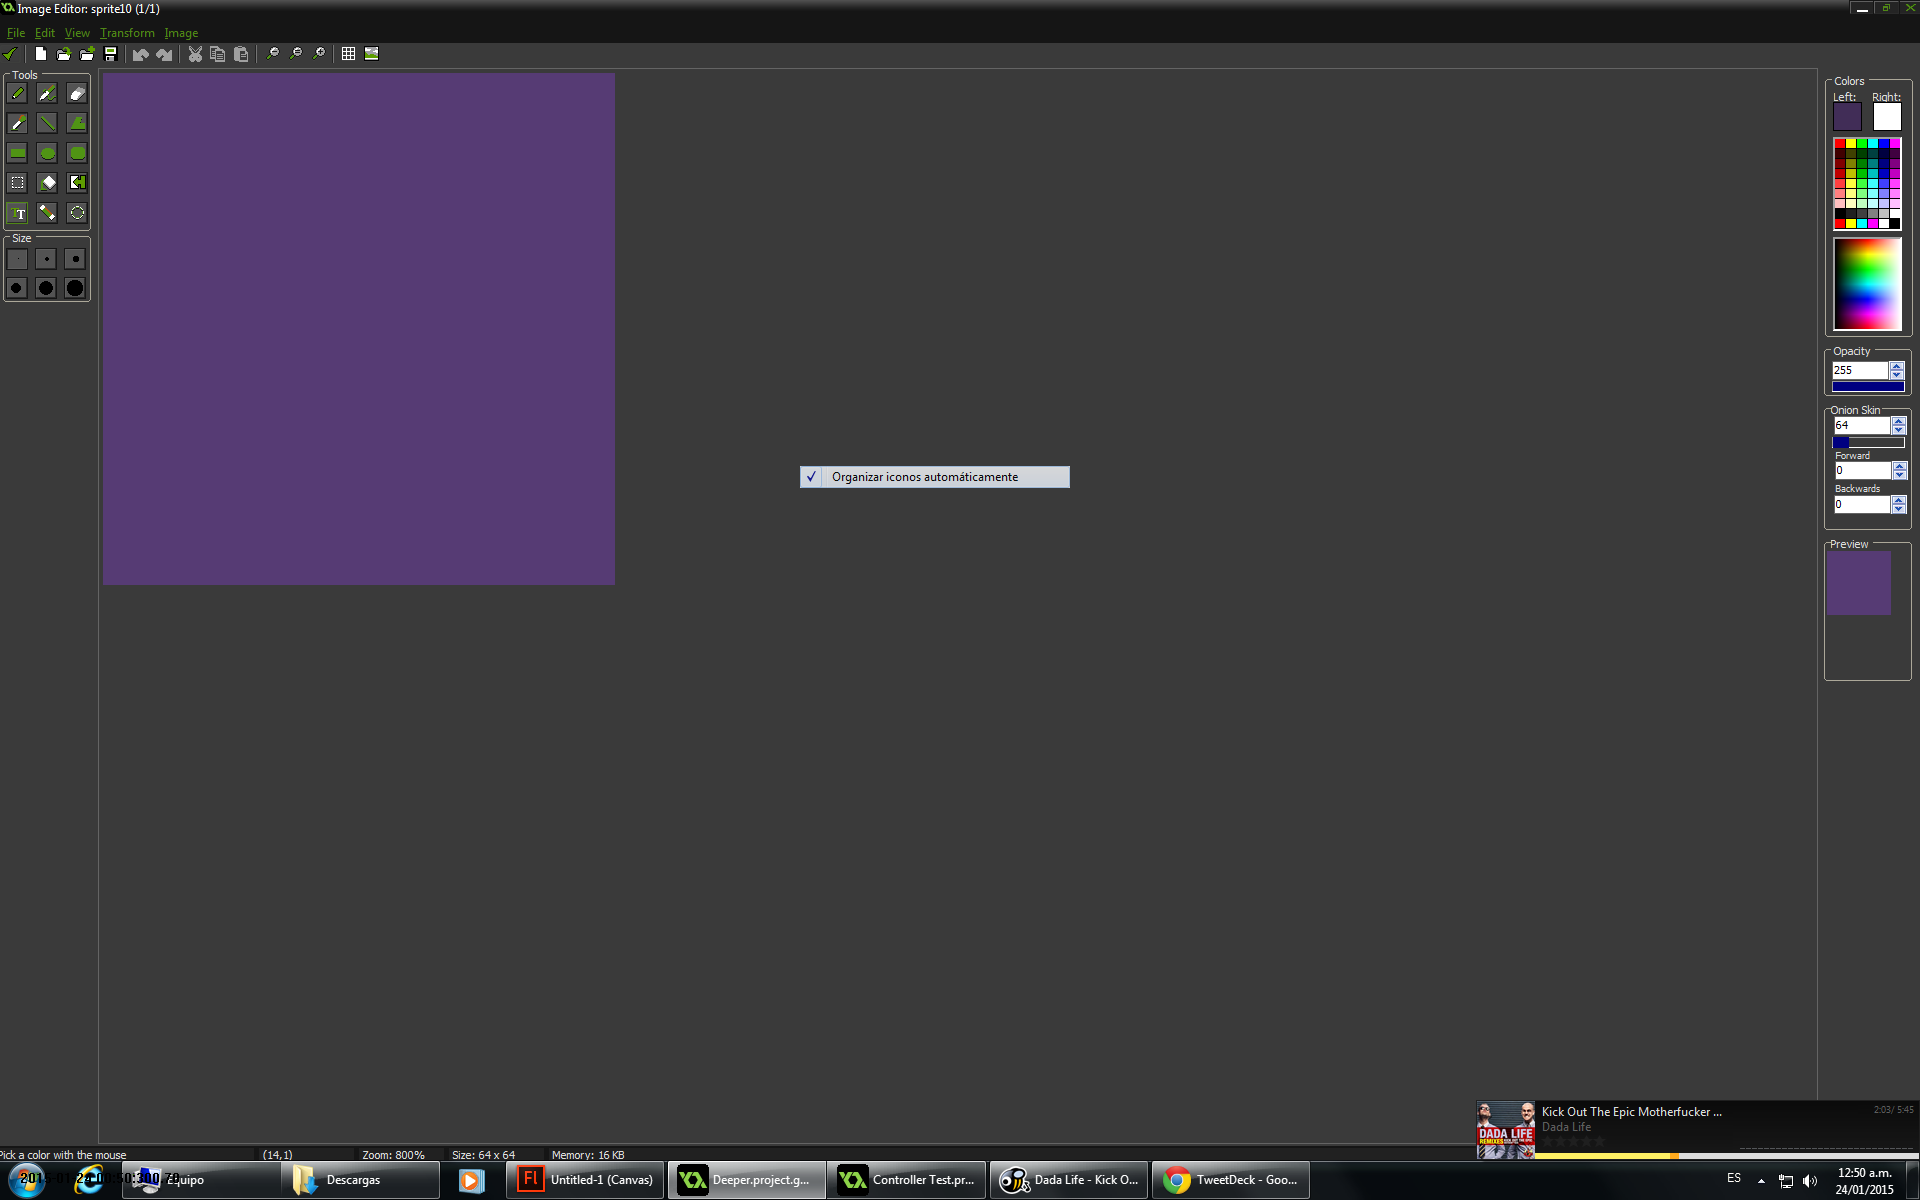 Image Editor: sprite10 (1/1)
File Edit View Transform Image
Tools
Size
Colors
Left: Right:
Opacity
255
Onion Skin
64
Forward
0
Backwards
0
Preview
✓ Organizar iconos automáticamente
Kick Out The Epic Motherfucker ...
2:03/ 5:45
Dada Life
DADA LIFE
Pick a color with the mouse
(14,1)
Zoom: 800%
Size: 64 x 64
Memory: 16 KB
Equipo
Descargas
Fl Untitled-1 (Canvas)
Deeper.project.g...
Controller Test.pr...
Dada Life - Kick O...
TweetDeck - Goo...
ES
12:50 a.m.
24/01/2015